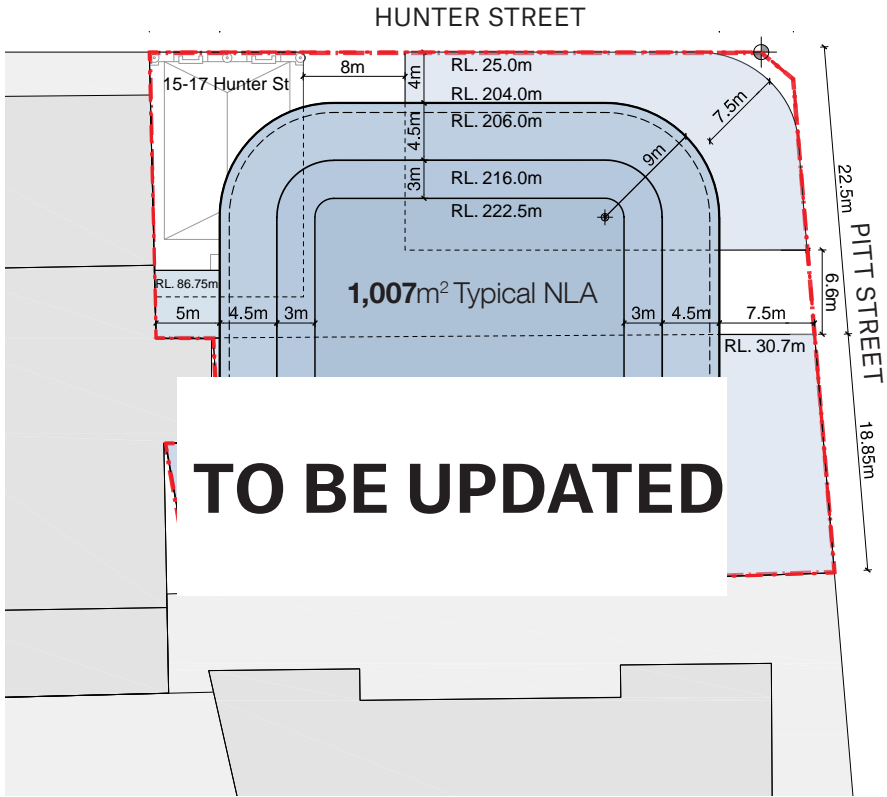 HUNTER STREET
8m
4m
RL. 25.0m
15-17 Hunter St
RL. 204.0m
7.5m
4.5m
RL. 206.0m
9m
3m
RL. 216.0m
22.5m
RL. 222.5m
PITT STREET
RL. 86.75m
1,007m² Typical NLA
6.6m
5m
4.5m
3m
3m
4.5m
7.5m
RL. 30.7m
18.85m
TO BE UPDATED